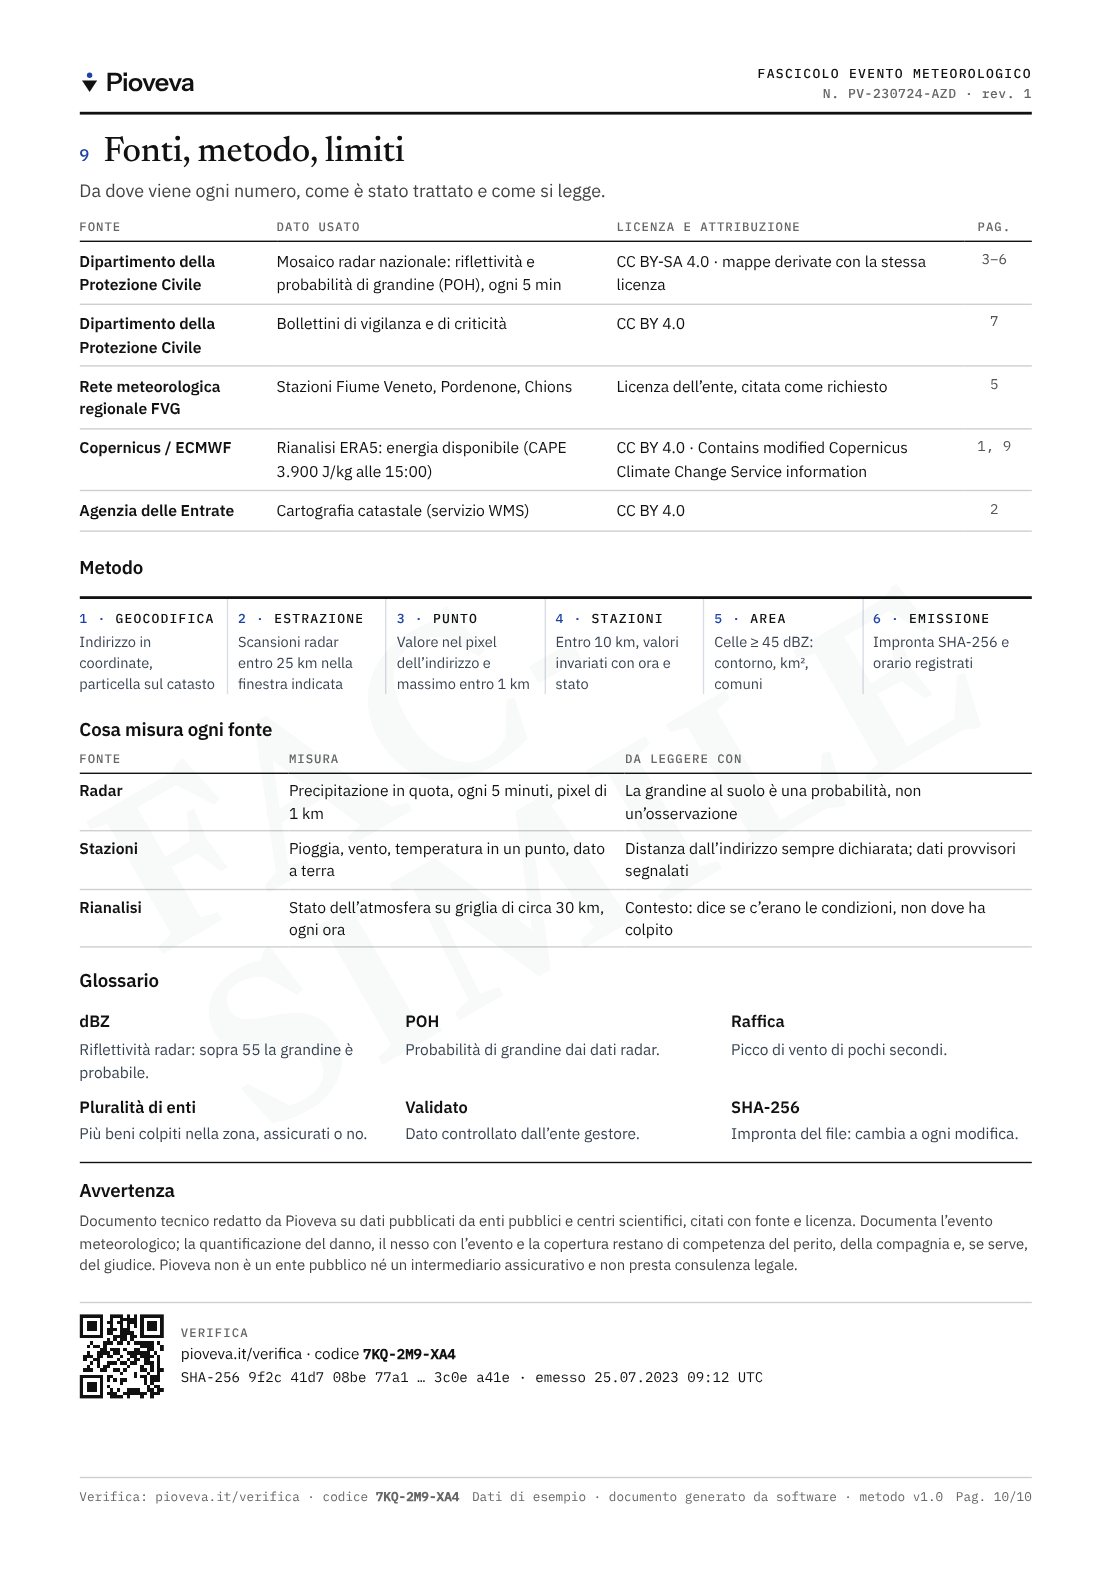 Pioveva
FASCICOLO EVENTO METEOROLOGICO
N. PV-230724-AZD · rev. 1
9 Fonti, metodo, limiti
Da dove viene ogni numero, come è stato trattato e come si legge.
FONTE DATO USATO LICENZA E ATTRIBUZIONE PAG.
Dipartimento della Mosaico radar nazionale: riflettività e CC BY-SA 4.0 · mappe derivate con la stessa 3–6
Protezione Civile probabilità di grandine (POH), ogni 5 min licenza
Dipartimento della Bollettini di vigilanza e di criticità CC BY 4.0 7
Protezione Civile
Rete meteorologica Stazioni Fiume Veneto, Pordenone, Chions Licenza dell’ente, citata come richiesto 5
regionale FVG
Copernicus / ECMWF Rianalisi ERA5: energia disponibile (CAPE CC BY 4.0 · Contains modified Copernicus 1, 9
3.900 J/kg alle 15:00) Climate Change Service information
Agenzia delle Entrate Cartografia catastale (servizio WMS) CC BY 4.0 2
Metodo
1 · GEOCODIFICA 2 · ESTRAZIONE 3 · PUNTO 4 · STAZIONI 5 · AREA 6 · EMISSIONE
Indirizzo in Scansioni radar Valore nel pixel Entro 10 km, valori Celle ≥ 45 dBZ: Impronta SHA-256 e
coordinate, entro 25 km nella dell’indirizzo e invariati con ora e contorno, km², orario registrati
particella sul catasto finestra indicata massimo entro 1 km stato comuni
Cosa misura ogni fonte
FONTE MISURA DA LEGGERE CON
Radar Precipitazione in quota, ogni 5 minuti, pixel di La grandine al suolo è una probabilità, non
1 km un’osservazione
Stazioni Pioggia, vento, temperatura in un punto, dato Distanza dall’indirizzo sempre dichiarata; dati provvisori
a terra segnalati
Rianalisi Stato dell’atmosfera su griglia di circa 30 km, Contesto: dice se c’erano le condizioni, non dove ha
ogni ora colpito
FAC
SIMILE
Glossario
dBZ POH Raffica
Riflettività radar: sopra 55 la grandine è Probabilità di grandine dai dati radar. Picco di vento di pochi secondi.
probabile.
Pluralità di enti Validato SHA-256
Più beni colpiti nella zona, assicurati o no. Dato controllato dall’ente gestore. Impronta del file: cambia a ogni modifica.
Avvertenza
Documento tecnico redatto da Pioveva su dati pubblicati da enti pubblici e centri scientifici, citati con fonte e licenza. Documenta l’evento
meteorologico; la quantificazione del danno, il nesso con l’evento e la copertura restano di competenza del perito, della compagnia e, se serve,
del giudice. Pioveva non è un ente pubblico né un intermediario assicurativo e non presta consulenza legale.
VERIFICA
pioveva.it/verifica · codice 7KQ-2M9-XA4
SHA-256 9f2c 41d7 08be 77a1 … 3c0e a41e · emesso 25.07.2023 09:12 UTC
Verifica: pioveva.it/verifica · codice 7KQ-2M9-XA4 Dati di esempio · documento generato da software · metodo v1.0 Pag. 10/10